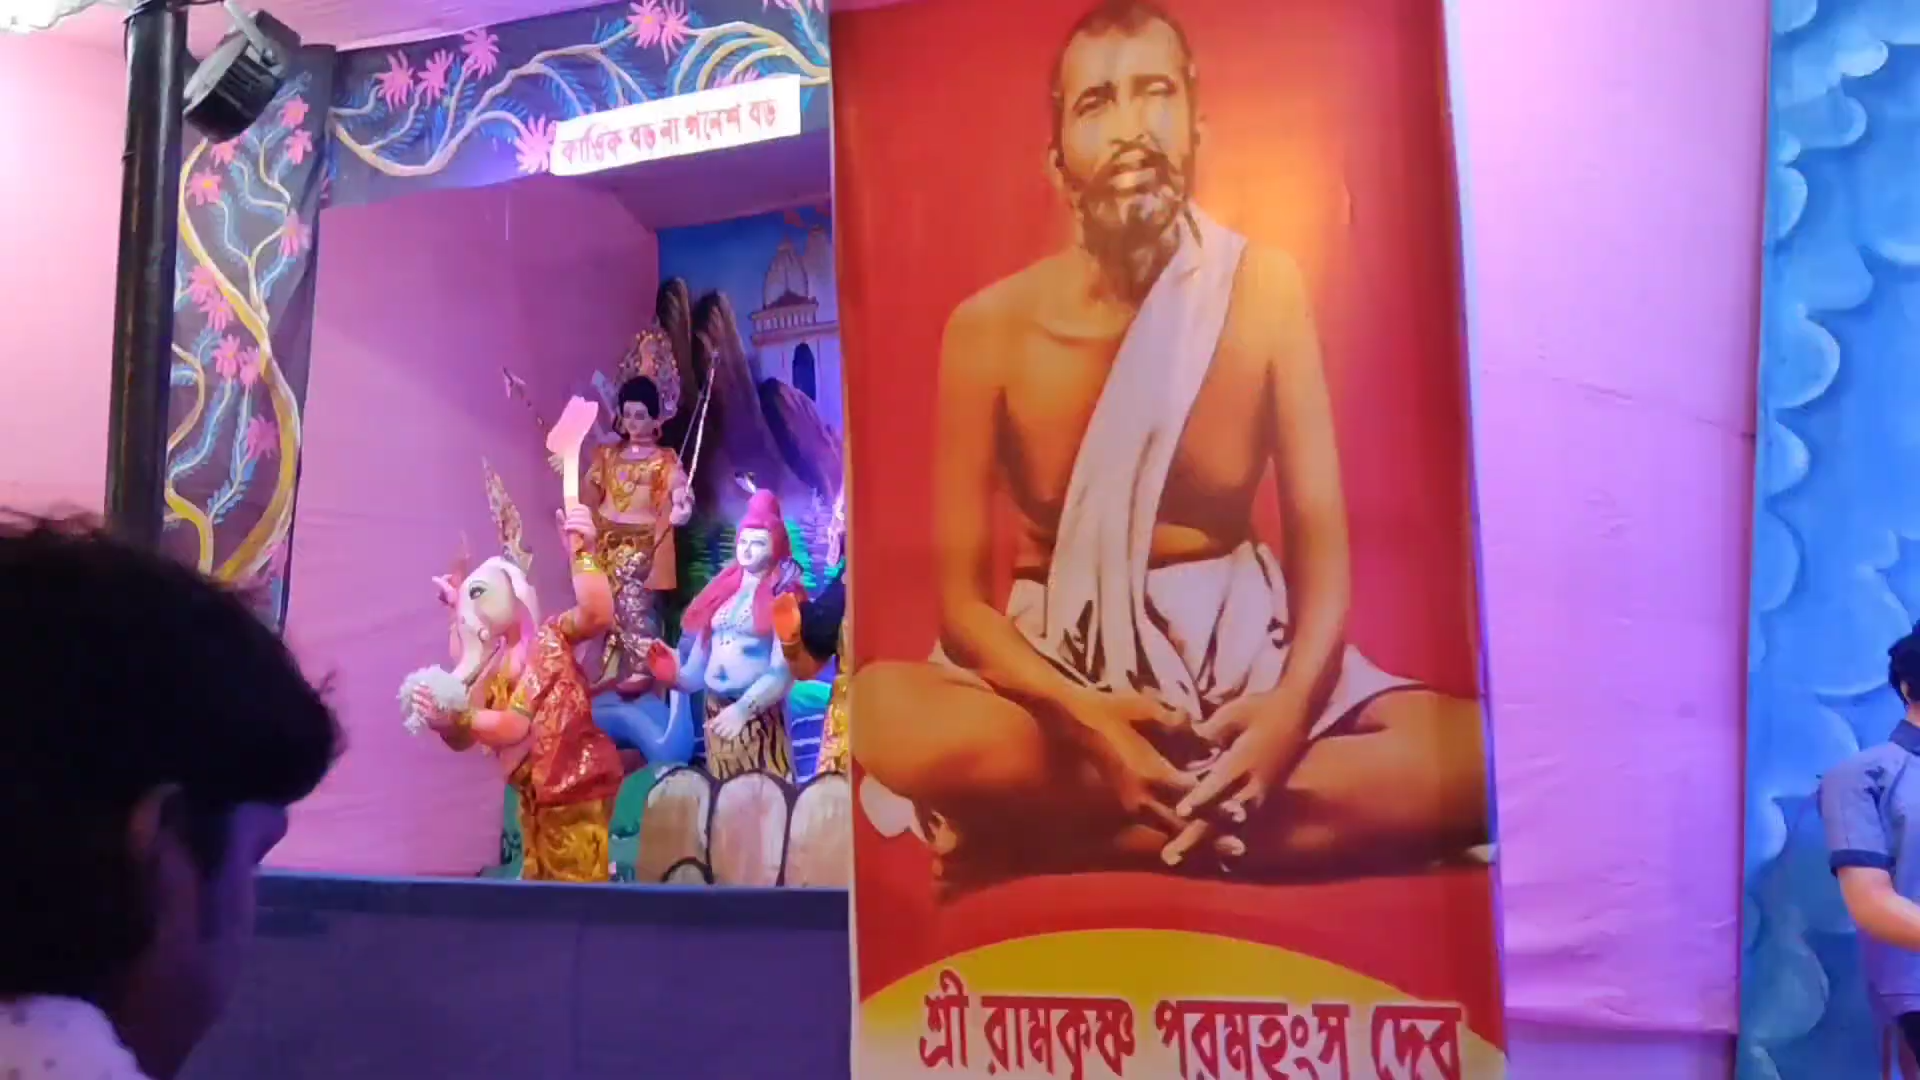 কার্ত্তিক বড় না গনেশ বড়
শ্রী রামকৃষ্ণ পরমহংস দেব